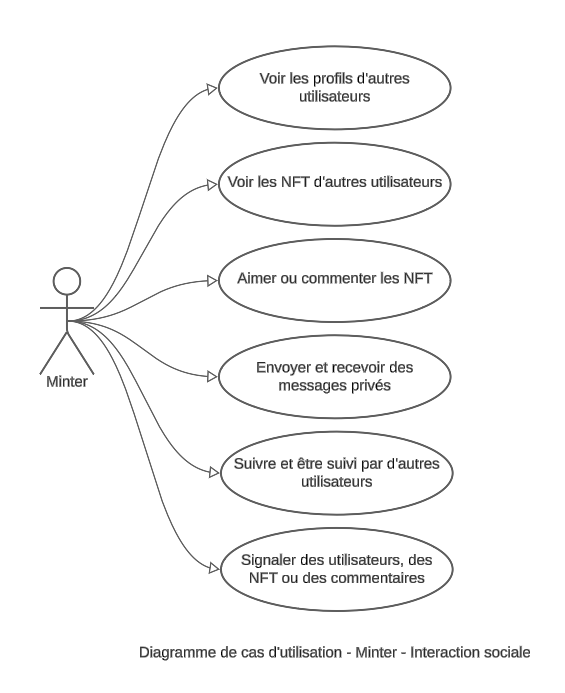 Voir les profils d'autres
utilisateurs
Voir les NFT d'autres utilisateurs
Aimer ou commenter les NFT
Envoyer et recevoir des
messages privés
Minter
Suivre et être suivi par d'autres
utilisateurs
Signaler des utilisateurs, des
NFT ou des commentaires
Diagramme de cas d'utilisation - Minter - Interaction sociale